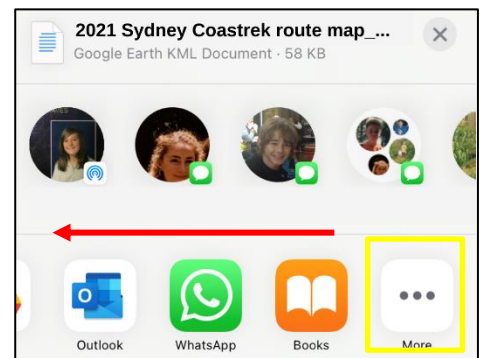 2021 Sydney Coastrek route map_...
Google Earth KML Document · 58 KB
Outlook
WhatsApp
Books
More